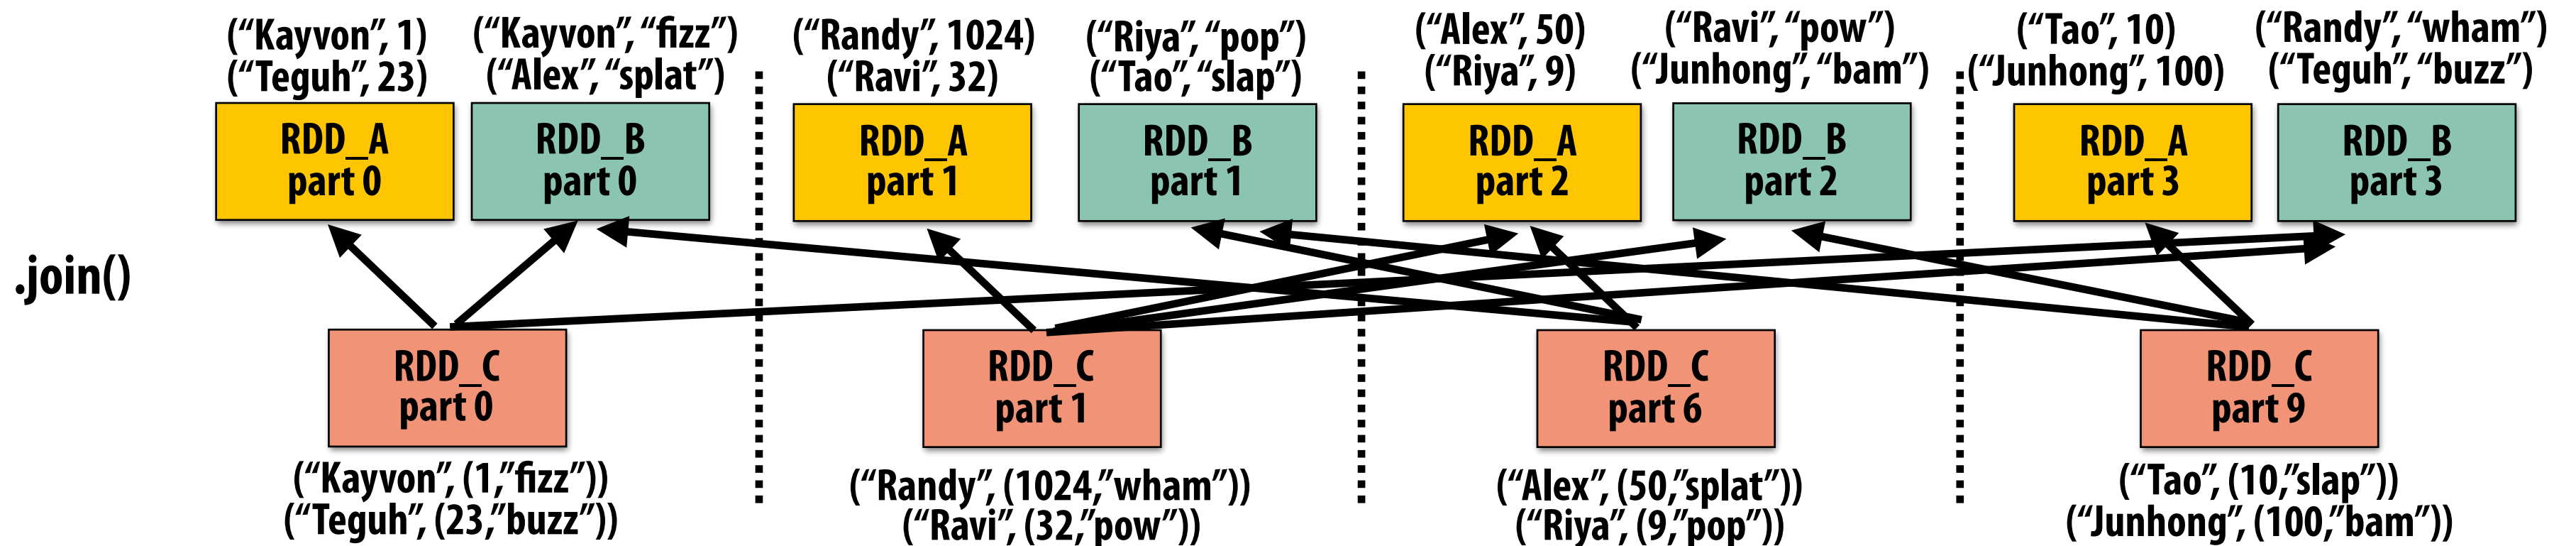 (“Kayvon”, 1)
(“Teguh”, 23)
(“Kayvon”, “fizz”)
(“Alex”, “splat”)
(“Randy”, 1024)
(“Ravi”, 32)
(“Riya”, “pop”)
(“Tao”, “slap”)
(“Alex”, 50)
(“Riya”, 9)
(“Ravi”, “pow”)
(“Junhong”, “bam”)
(“Tao”, 10)
(“Junhong”, 100)
(“Randy”, “wham”)
(“Teguh”, “buzz”)
RDD_A
part 0
RDD_B
part 0
RDD_A
part 1
RDD_B
part 1
RDD_A
part 2
RDD_B
part 2
RDD_A
part 3
RDD_B
part 3
.join()
RDD_C
part 0
RDD_C
part 1
RDD_C
part 6
RDD_C
part 9
(“Kayvon”, (1,”fizz”))
(“Teguh”, (23,”buzz”))
(“Randy”, (1024,”wham”))
(“Ravi”, (32,”pow”))
(“Alex”, (50,”splat”))
(“Riya”, (9,”pop”))
(“Tao”, (10,”slap”))
(“Junhong”, (100,”bam”))